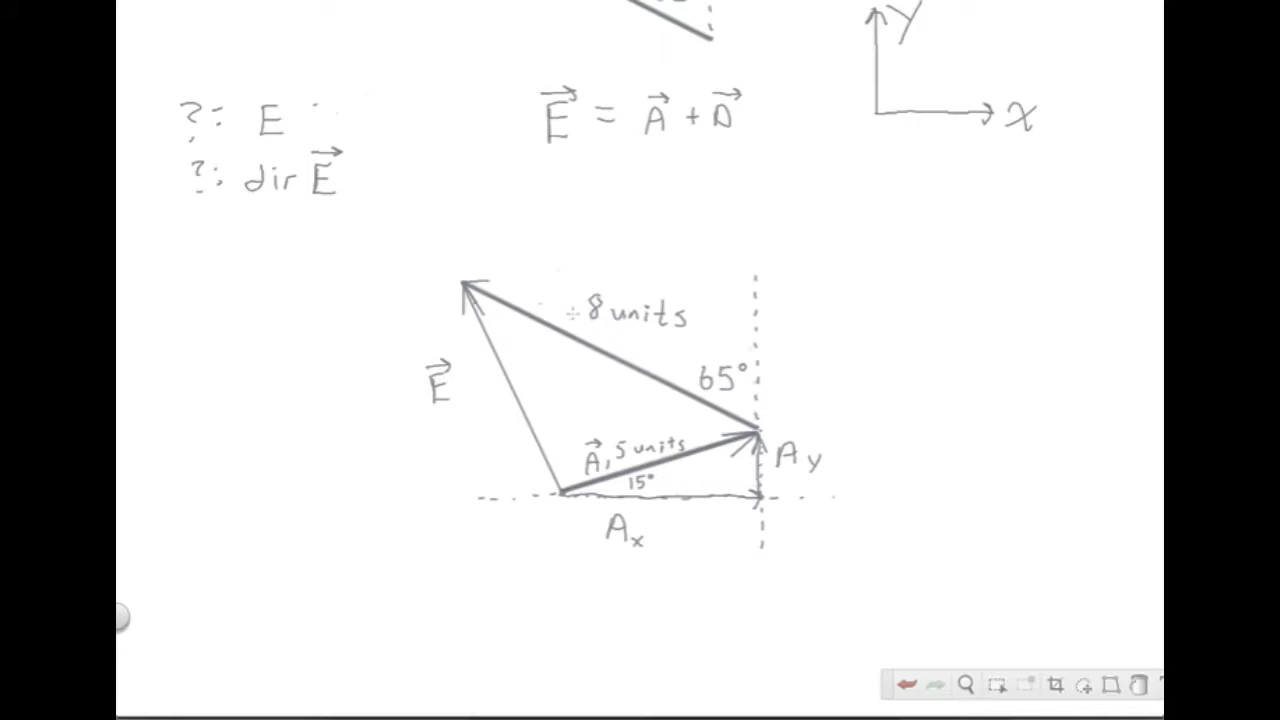 Y
X
?: E
E = A + D
?: dir E
8 units
65°
E
A, 5 units
15°
Ay
Ax